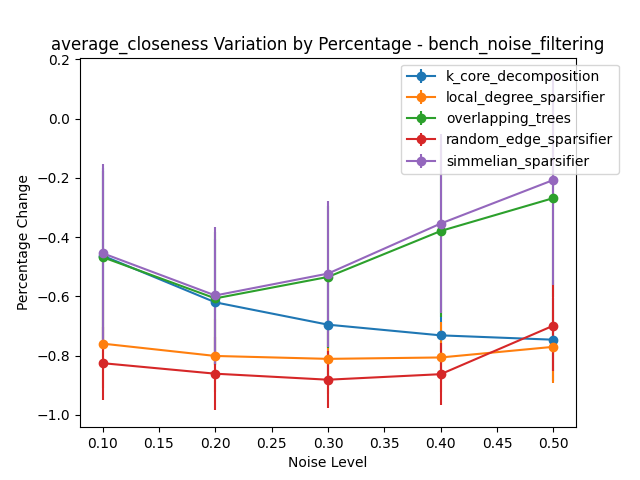 average_closeness Variation by Percentage - bench_noise_filtering
k_core_decomposition
local_degree_sparsifier
overlapping_trees
random_edge_sparsifier
simmelian_sparsifier
Percentage Change
0.2
0.0
−0.2
−0.4
−0.6
−0.8
−1.0
0.10
0.15
0.20
0.25
0.30
0.35
0.40
0.45
0.50
Noise Level